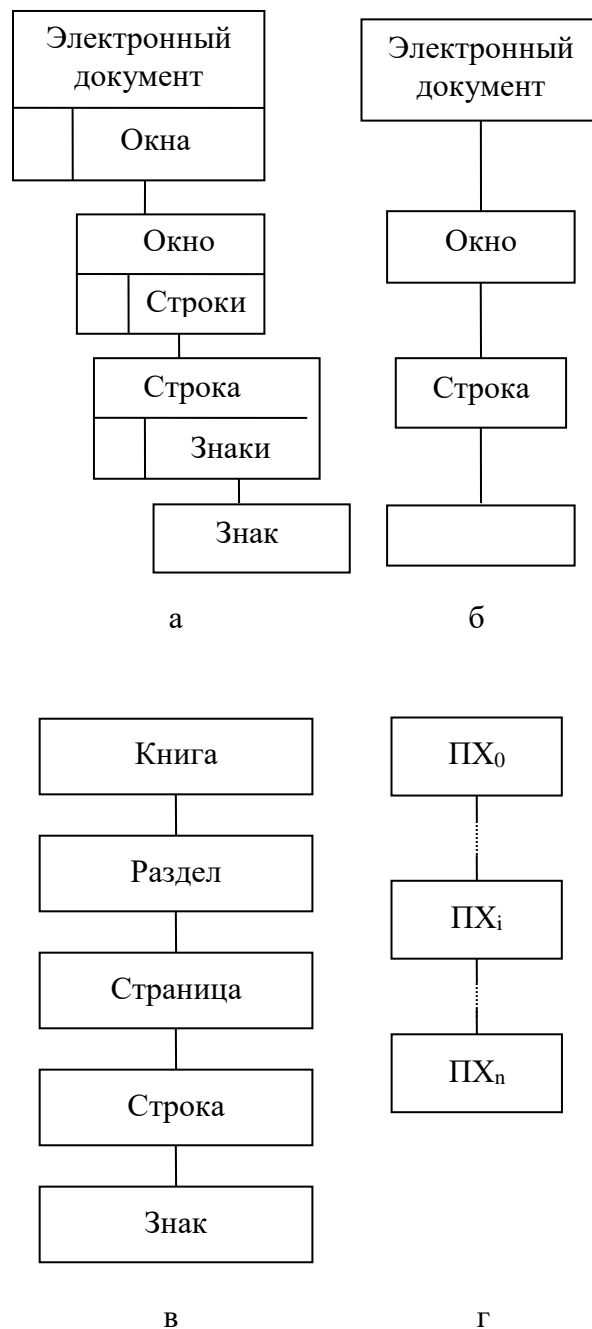 Электронный
документ
Окна
Окно
Строки
Строка
Знаки
Знак
а
Электронный
документ
Окно
Строка
б
Книга
Раздел
Страница
Строка
Знак
в
ПХ₀
ПХᵢ
ПХₙ
г